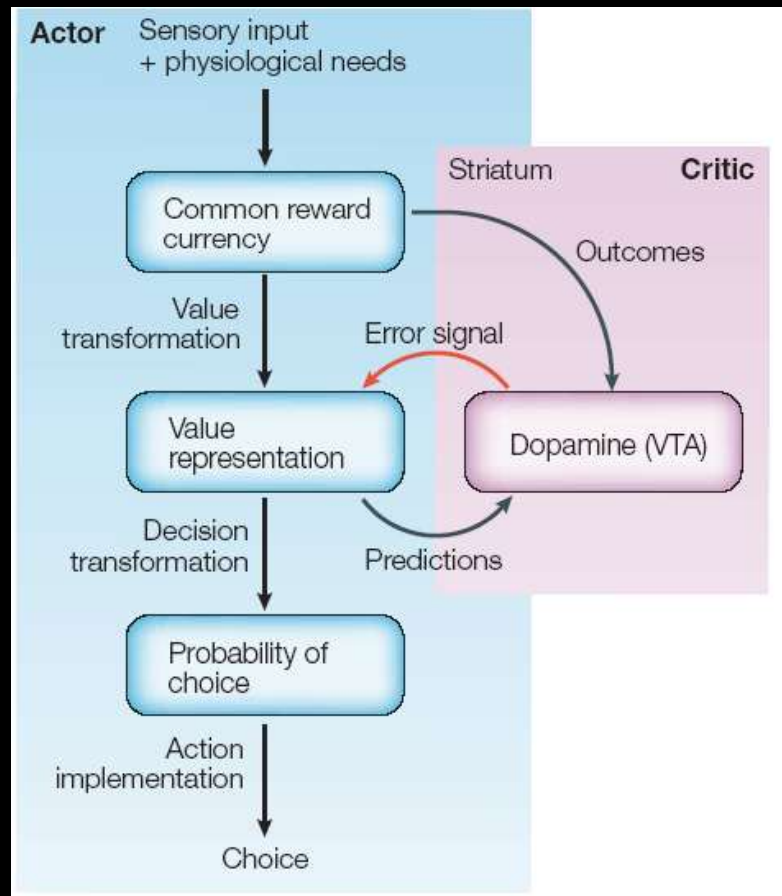 Actor
Sensory input
+ physiological needs
Striatum
Critic
Common reward
currency
Outcomes
Value
transformation
Error signal
Value
representation
Dopamine (VTA)
Decision
transformation
Predictions
Probability of
choice
Action
implementation
Choice